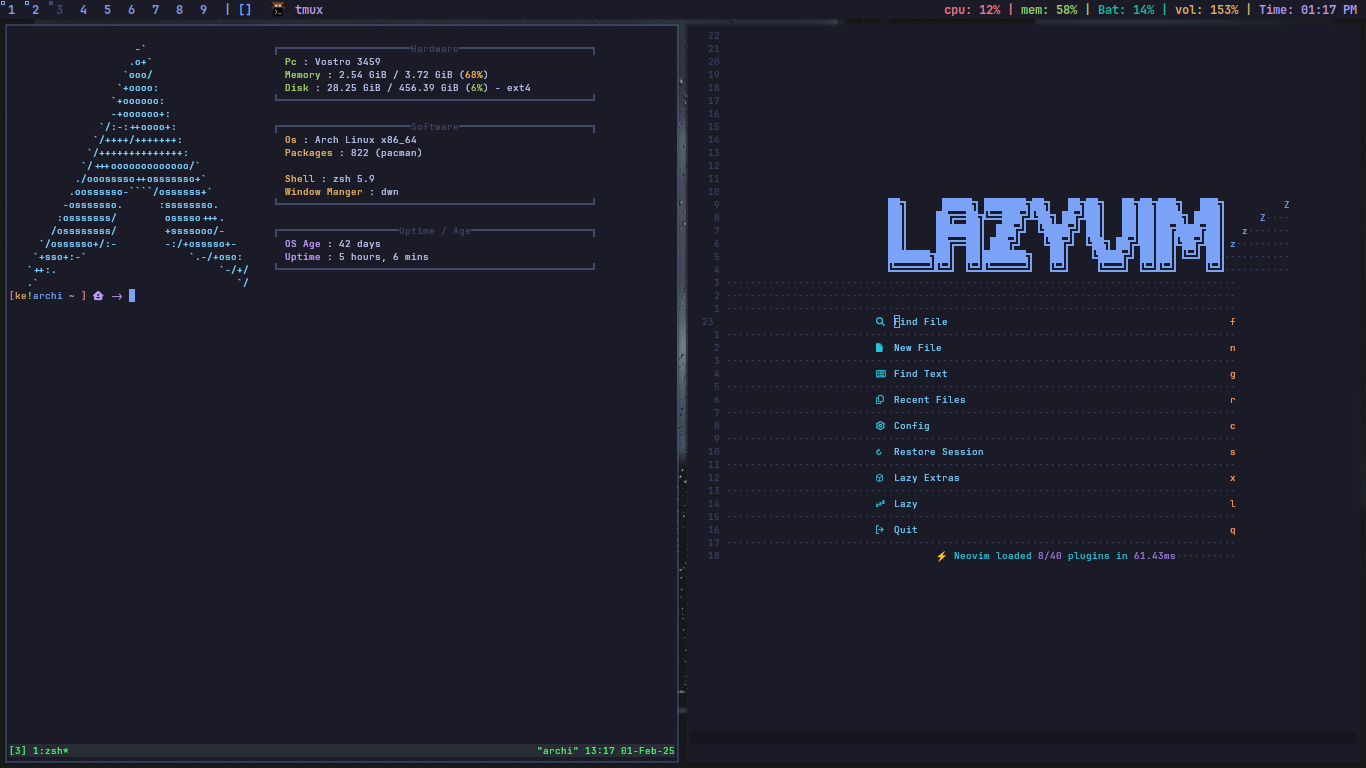 1 2 3 4 5 6 7 8 9 | [] tmux
cpu: 12% | mem: 58% | Bat: 14% | vol: 153% | Time: 01:17 PM
Hardware
Pc : Vostro 3459
Memory : 2.54 GiB / 3.72 GiB (68%)
Disk : 28.25 GiB / 456.39 GiB (6%) - ext4
Software
Os : Arch Linux x86_64
Packages : 822 (pacman)
Shell : zsh 5.9
Window Manger : dwn
Uptime / Age
OS Age : 42 days
Uptime : 5 hours, 6 mins
[ke!archi ~ ] →
[3] 1:zsh*
"archi" 13:17 01-Feb-25
22
21
20
19
18
17
16
15
14
13
12
11
10
9 Z
8 Z
7 z
6 z
LAZYVIM
5
4
3
2
1
23 Find File f
1
2 New File n
3
4 Find Text g
5
6 Recent Files r
7
8 Config c
9
10 Restore Session s
11
12 Lazy Extras x
13
14 Lazy l
15
16 Quit q
17
18 ⚡ Neovim loaded 8/40 plugins in 61.43ms